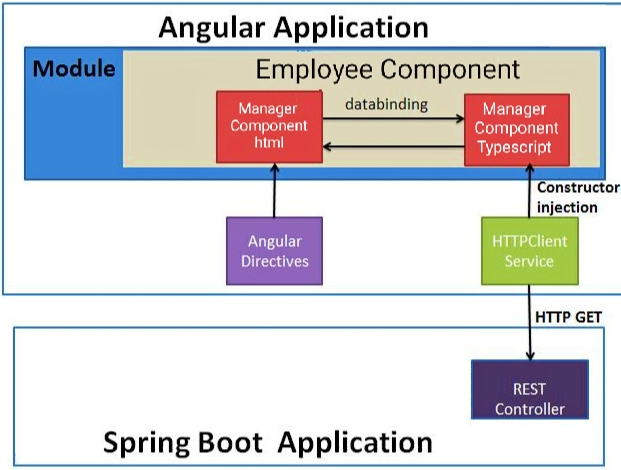 Angular Application
Module
Employee Component
Manager
Component
html
databinding
Manager
Component
Typescript
Constructor
injection
Angular
Directives
HTTPClient
Service
HTTP GET
REST
Controller
Spring Boot Application